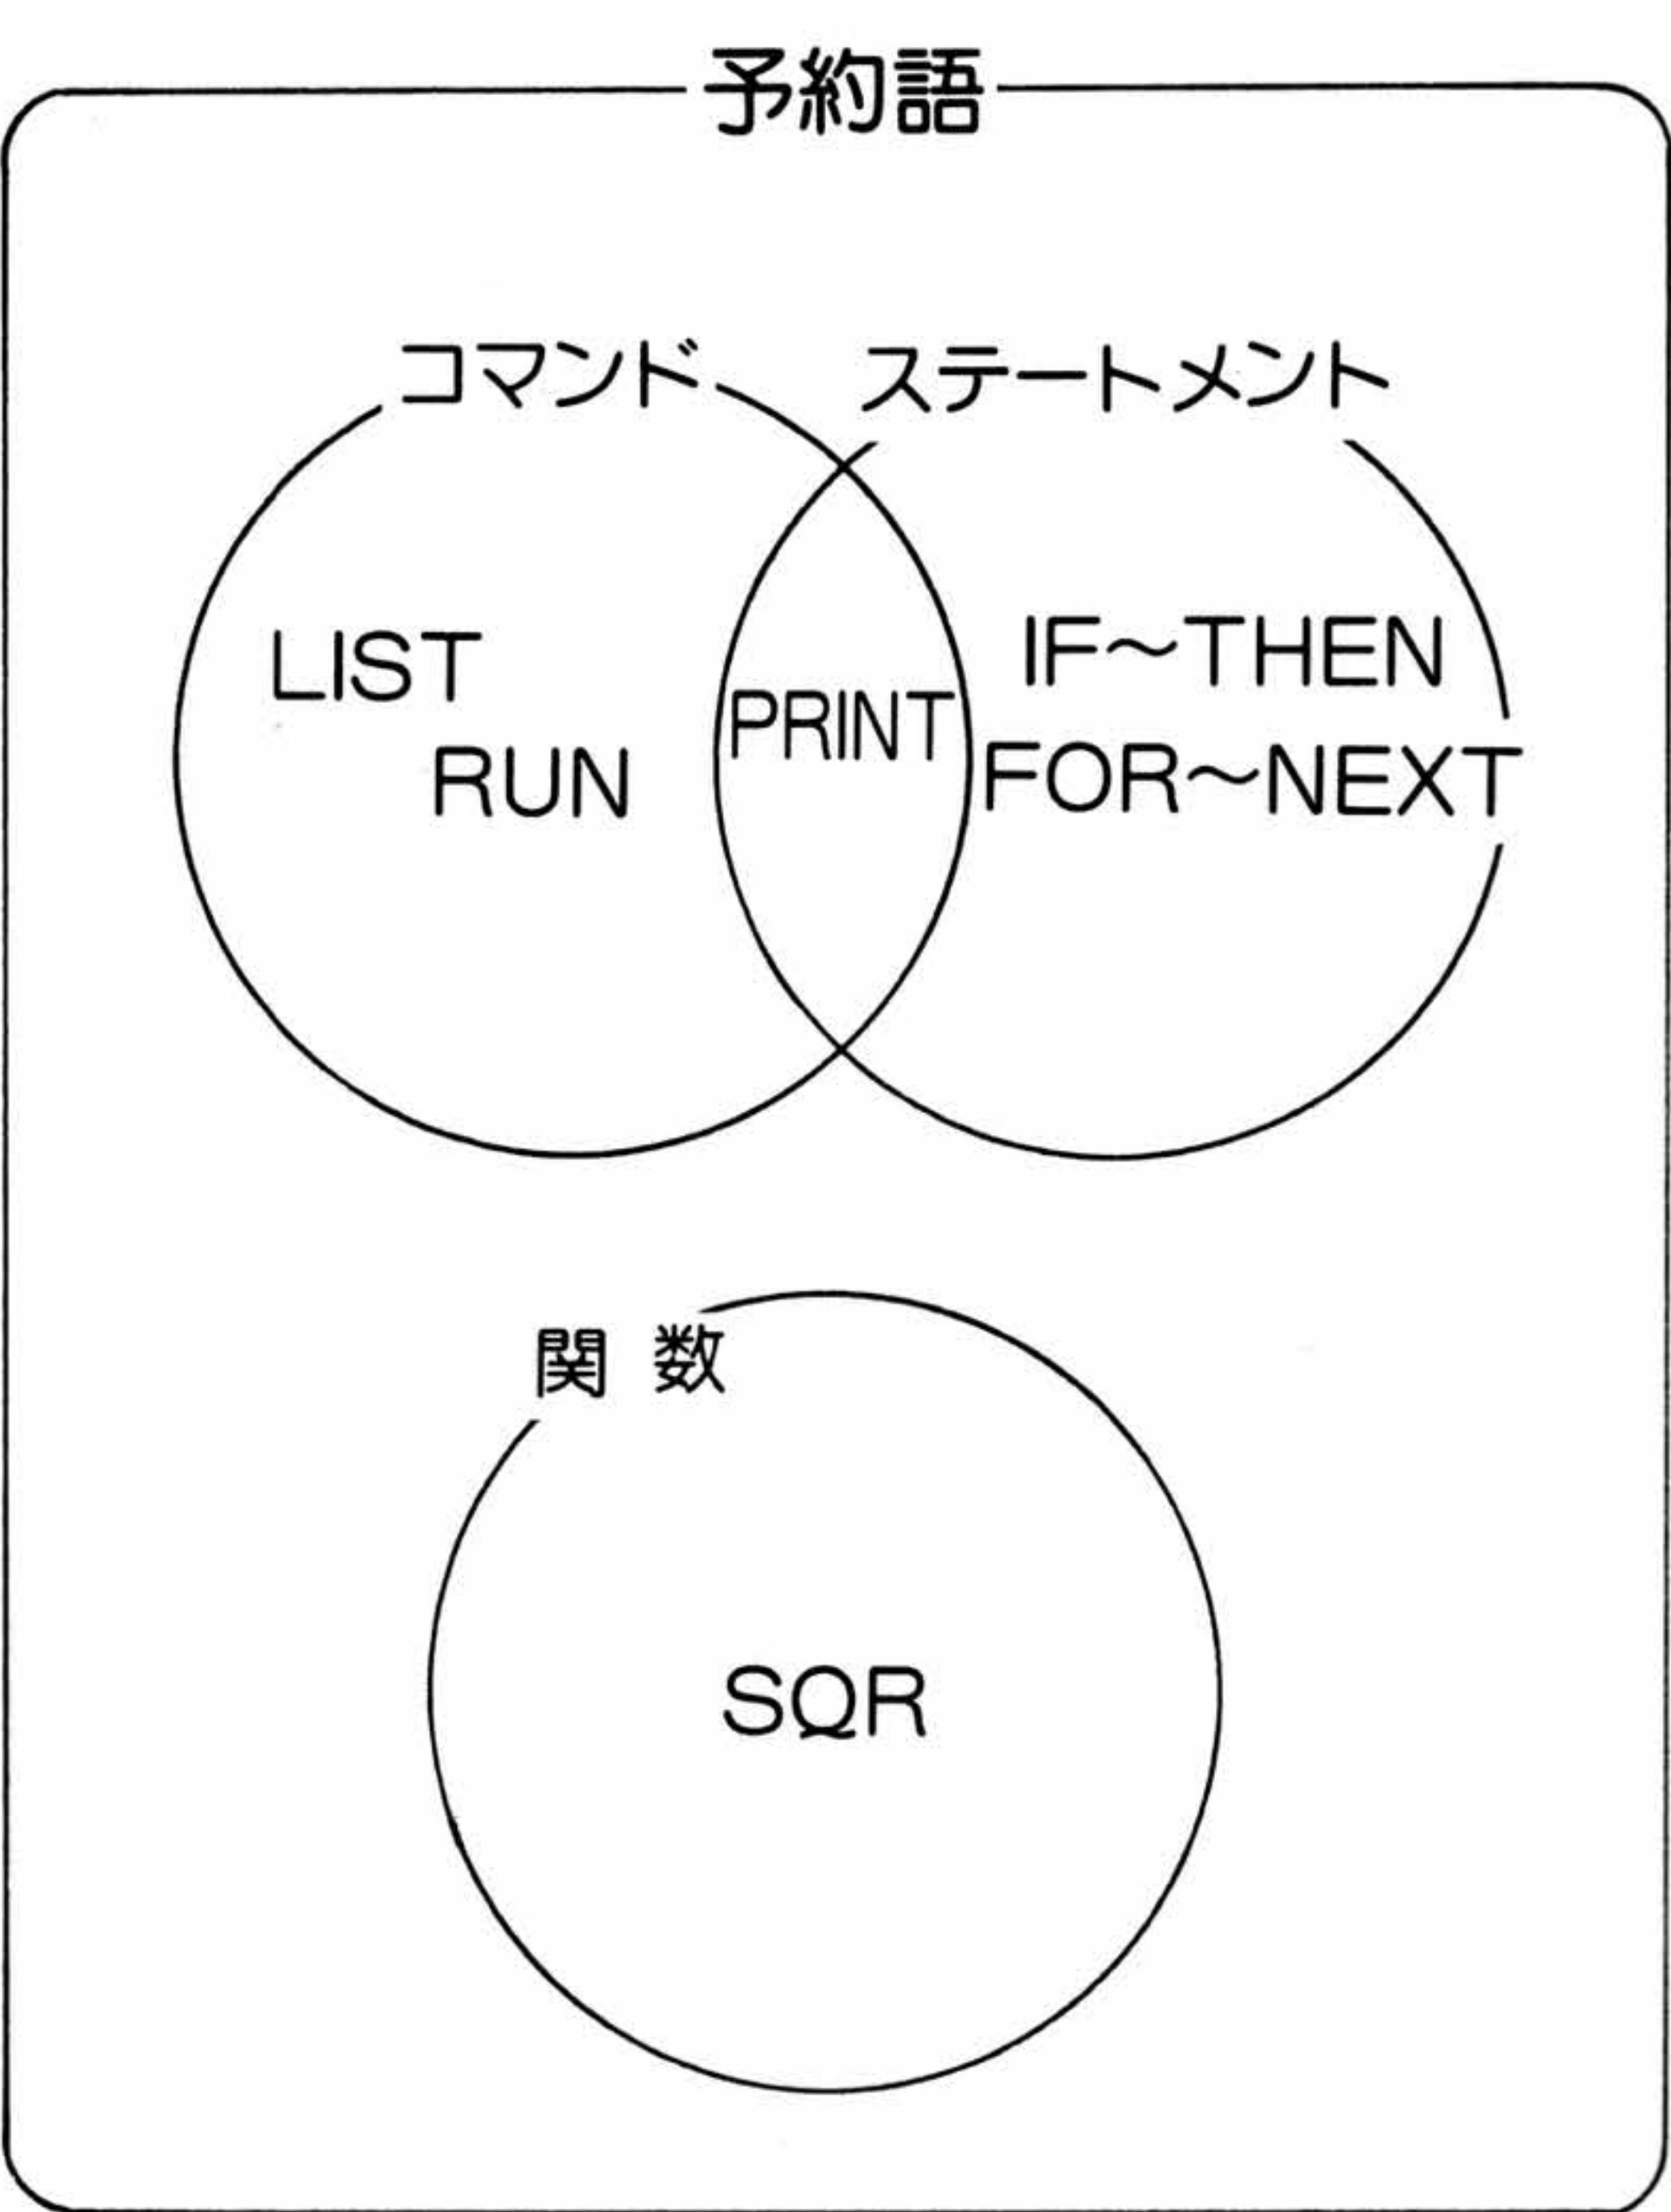 予約語
コマンド
ステートメント
LIST
RUN
PRINT
IF～THEN
FOR～NEXT
関数
SQR